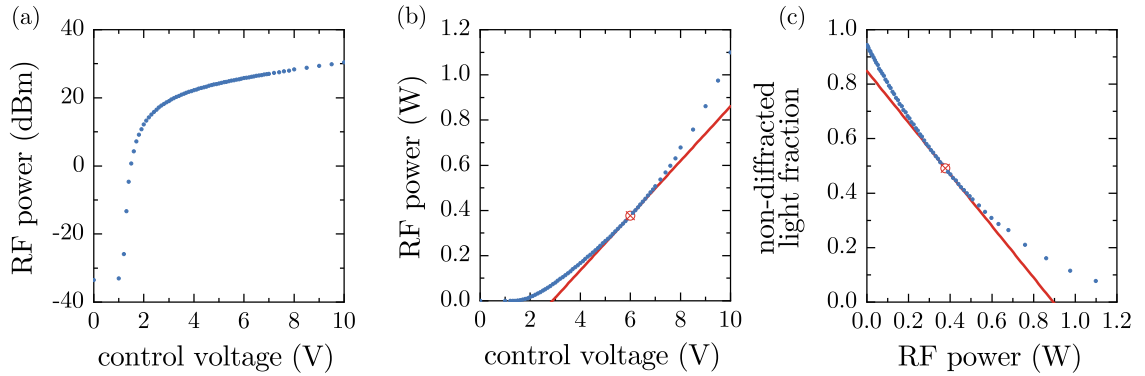 (a)
RF power (dBm)
40
20
0
-20
-40
0 2 4 6 8 10
control voltage (V)
(b)
RF power (W)
1.2
1.0
0.8
0.6
0.4
0.2
0.0
0 2 4 6 8 10
control voltage (V)
(c)
non-diffracted
light fraction
1.0
0.8
0.6
0.4
0.2
0.0
0.0 0.2 0.4 0.6 0.8 1.0 1.2
RF power (W)